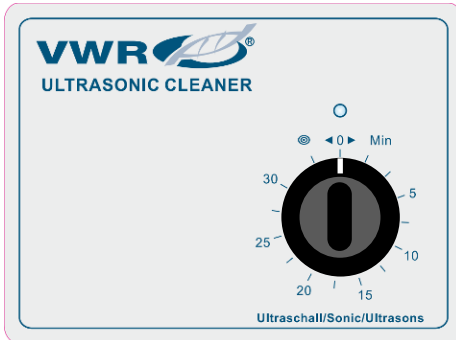 VWR®
ULTRASONIC CLEANER
◄0► Min
30
5
25
10
20
15
Ultraschall/Sonic/Ultrasons